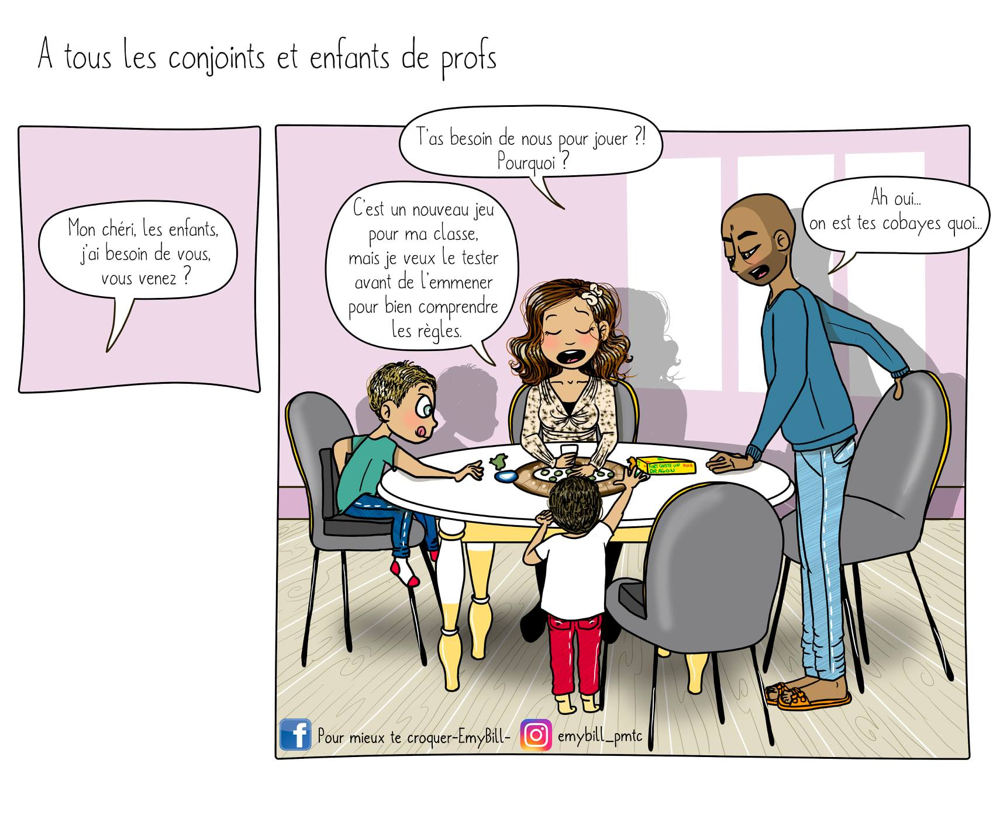 A tous les conjoints et enfants de profs
Mon chéri, les enfants,
j'ai besoin de vous,
vous venez ?
T'as besoin de nous pour jouer ?!
Pourquoi ?
C'est un nouveau jeu
pour ma classe,
mais je veux le tester
avant de l'emmener
pour bien comprendre
les règles.
Ah oui...
on est tes cobayes quoi...
FORT COMME UN
DRAGON
HABA
f Pour mieux te croquer-EmyBill-
emybill_pmtc